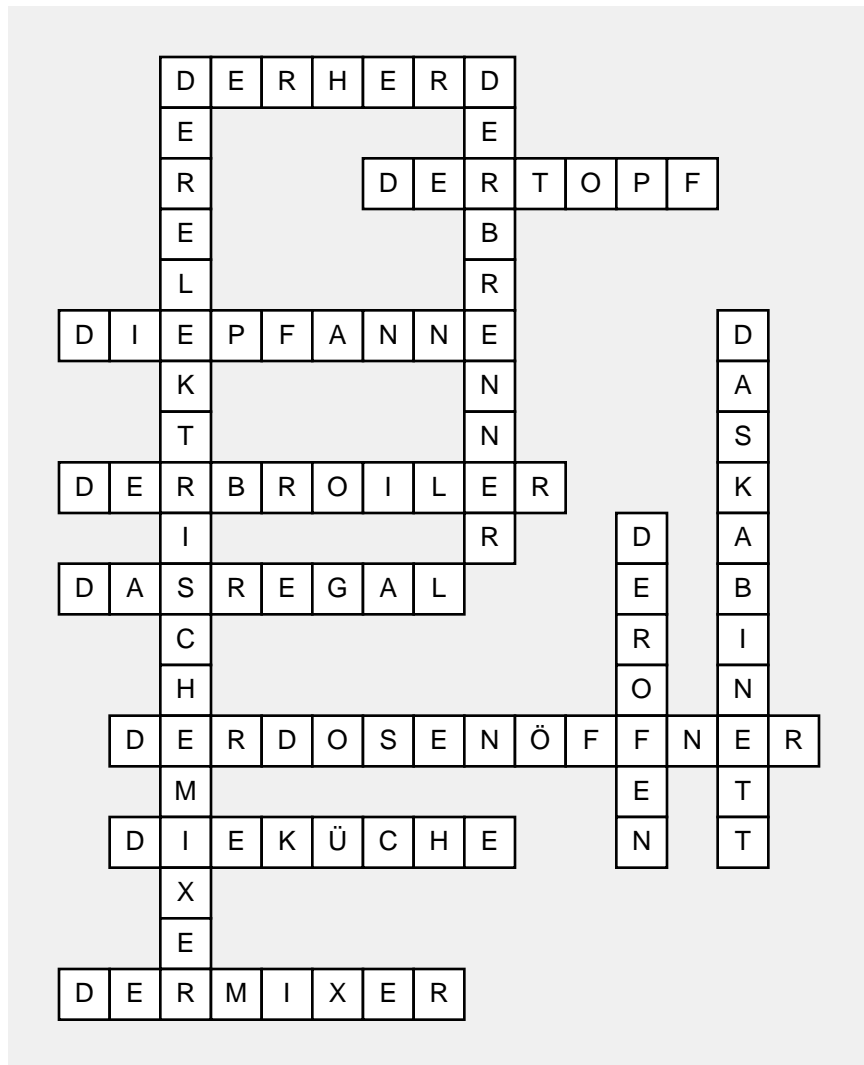 DERHERD
DERELEKTRISCHEMIXER
DERBRENNER
DERTOPF
DIEPFANNE
DASKABINETT
DERBROILER
DEROFEN
DASREGAL
DERDOSENÖFFNER
DIEKÜCHE
DERMIXER